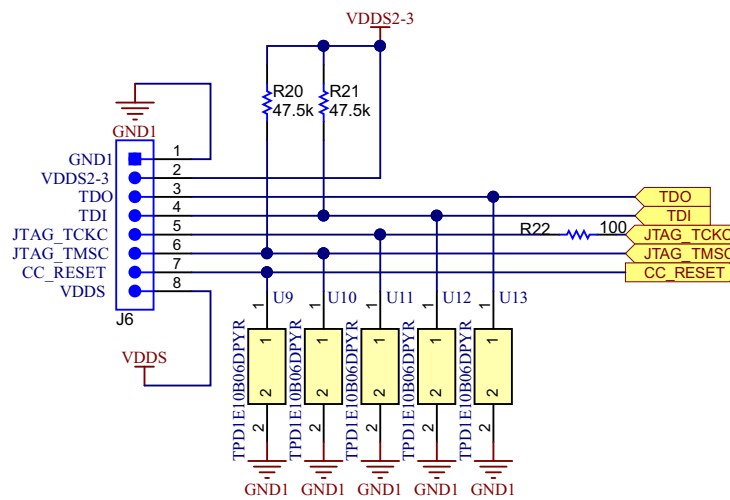 VDDS2-3
R20
47.5k
R21
47.5k
GND1
GND1 1
VDDS2-3 2
TDO 3 TDO
TDI 4 TDI
JTAG_TCKC 5 R22 100 JTAG_TCKC
JTAG_TMSC 6 JTAG_TMSC
CC_RESET 7 CC_RESET
VDDS 8
J6
VDDS
U9 U10 U11 U12 U13
1 1 1 1 1
1 1 1 1 1
TPD1E10B06DPYR TPD1E10B06DPYR TPD1E10B06DPYR TPD1E10B06DPYR TPD1E10B06DPYR
2 2 2 2 2
2 2 2 2 2
GND1 GND1 GND1 GND1 GND1